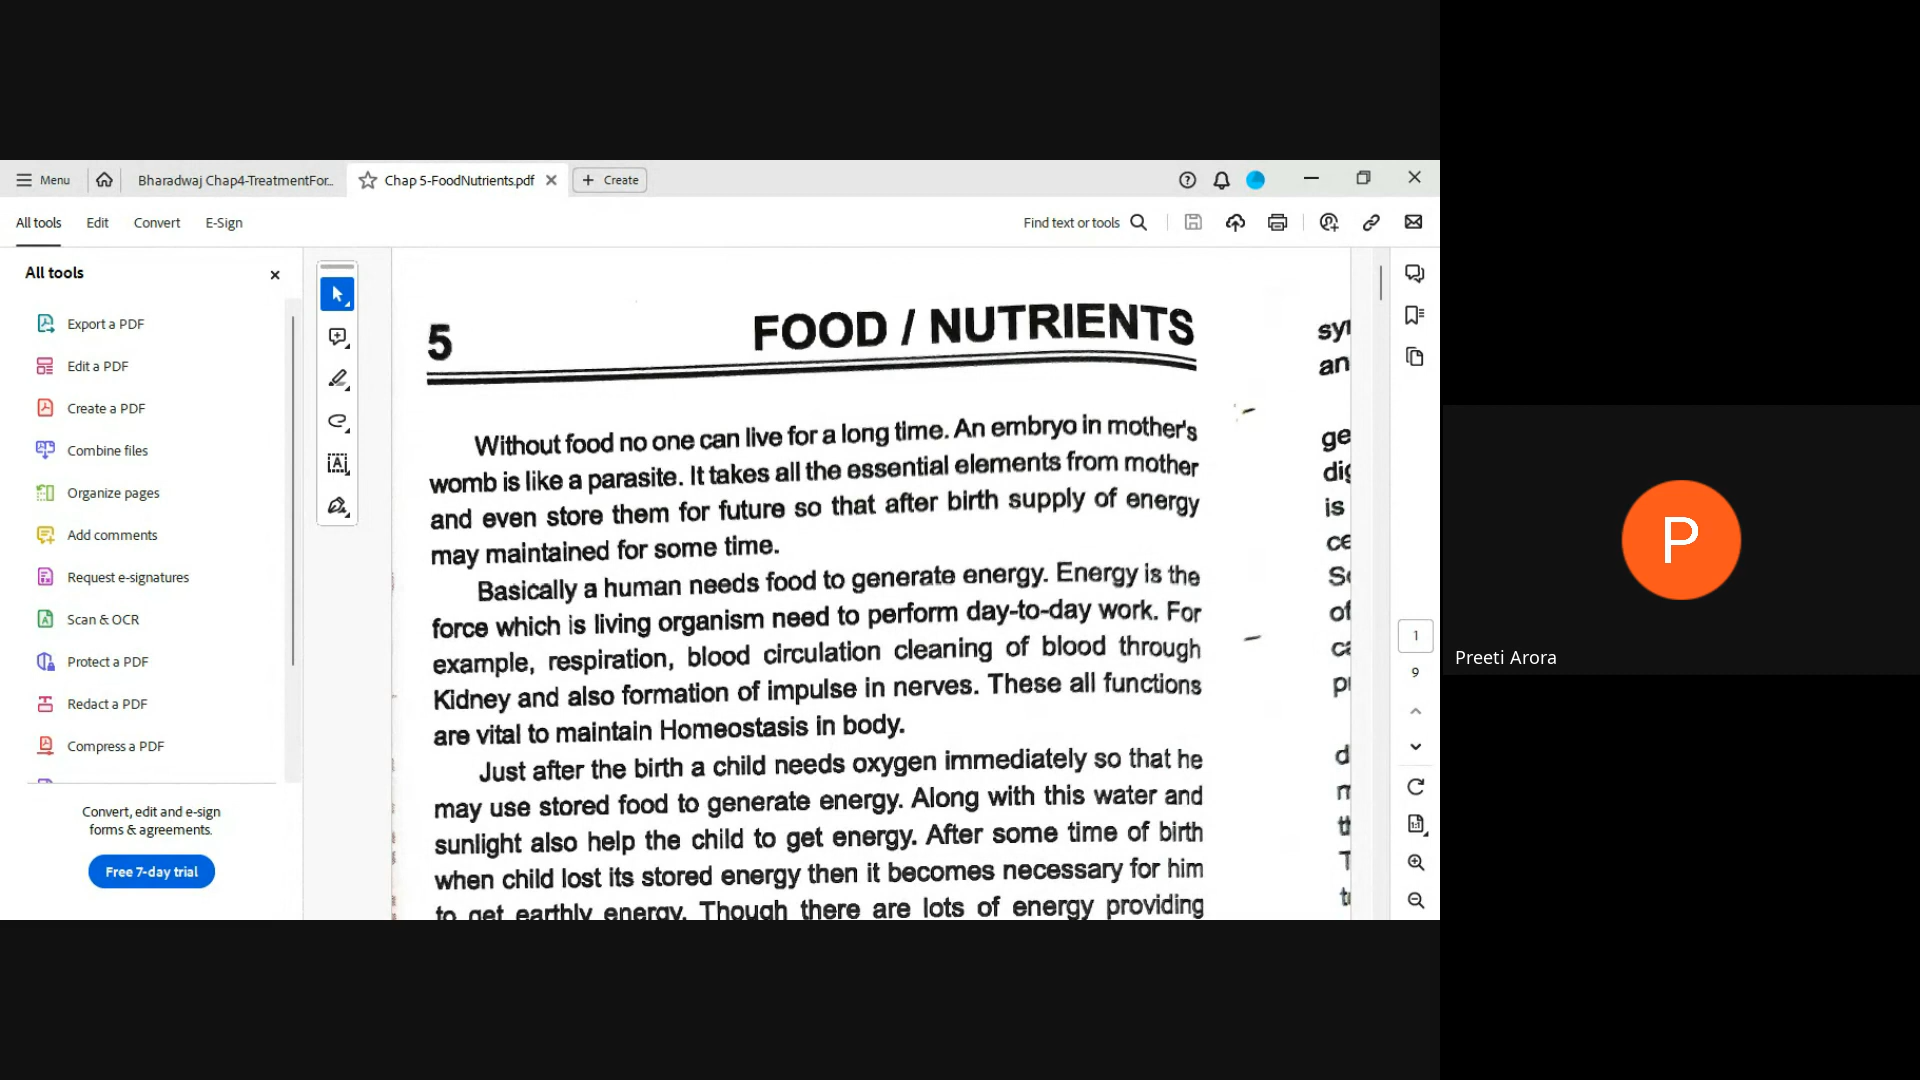 Menu
Bharadwaj Chap4-TreatmentFor...
Chap 5-FoodNutrients.pdf
Create
All tools
Edit
Convert
E-Sign
Find text or tools
All tools
Export a PDF
Edit a PDF
Create a PDF
Combine files
Organize pages
Add comments
Request e-signatures
Scan & OCR
Protect a PDF
Redact a PDF
Compress a PDF
Convert, edit and e-sign
forms & agreements.
Free 7-day trial
5 FOOD / NUTRIENTS
Without food no one can live for a long time. An embryo in mother's
womb is like a parasite. It takes all the essential elements from mother
and even store them for future so that after birth supply of energy
may maintained for some time.
Basically a human needs food to generate energy. Energy is the
force which is living organism need to perform day-to-day work. For
example, respiration, blood circulation cleaning of blood through
Kidney and also formation of impulse in nerves. These all functions
are vital to maintain Homeostasis in body.
Just after the birth a child needs oxygen immediately so that he
may use stored food to generate energy. Along with this water and
sunlight also help the child to get energy. After some time of birth
when child lost its stored energy then it becomes necessary for him
to get earthly energy. Though there are lots of energy providing
an
ge
is
of
1
9
P
Preeti Arora